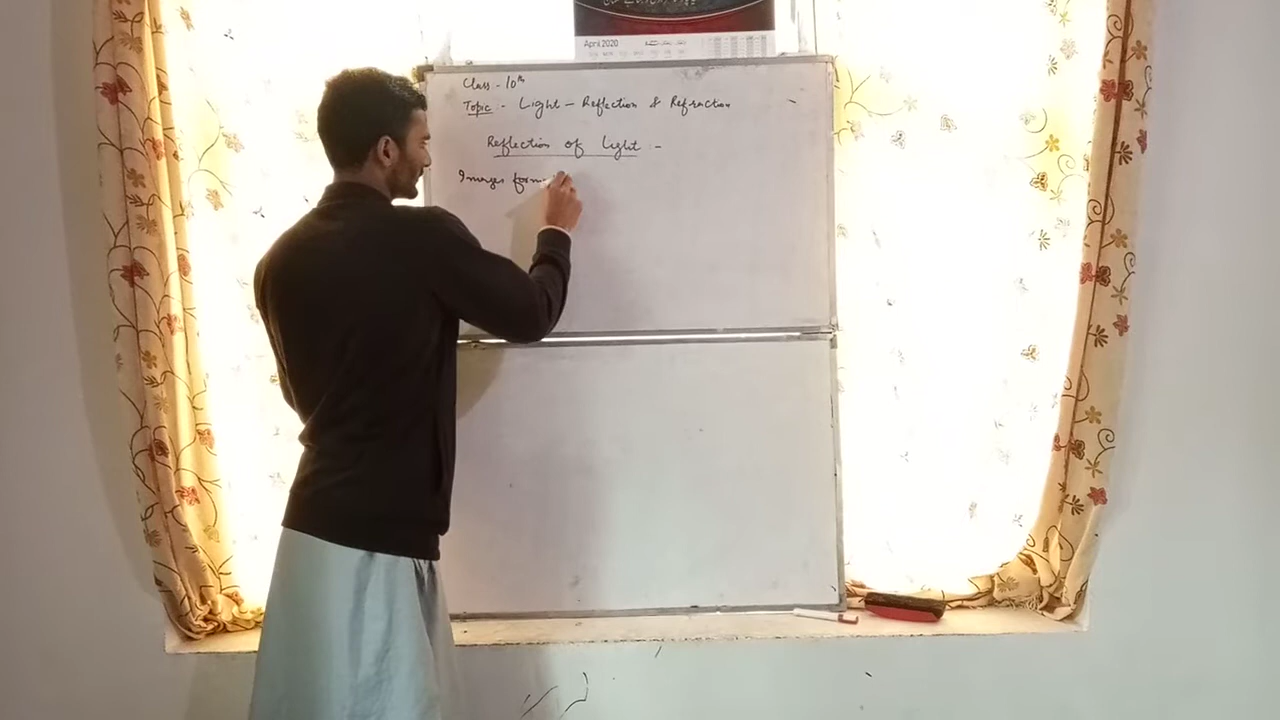 April 2020
Class :- 10th
Topic :- Light - Reflection & Refraction
Reflection of Light :-
Images form